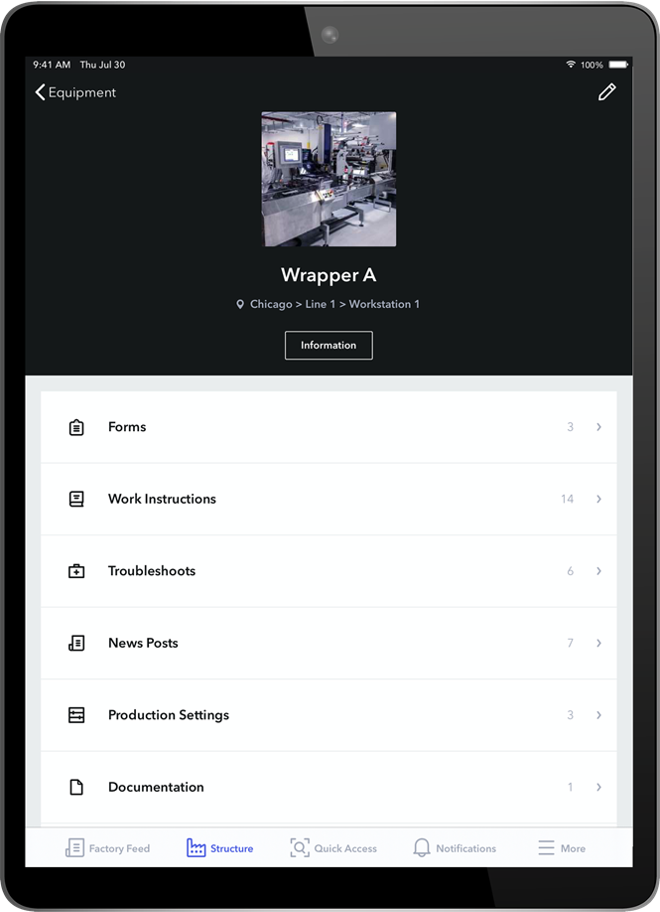 9:41 AM Thu Jul 30 100%
Equipment
Wrapper A
Chicago > Line 1 > Workstation 1
Information
Forms 3
Work Instructions 14
Troubleshoots 6
News Posts 7
Production Settings 3
Documentation 1
Factory Feed Structure Quick Access Notifications More